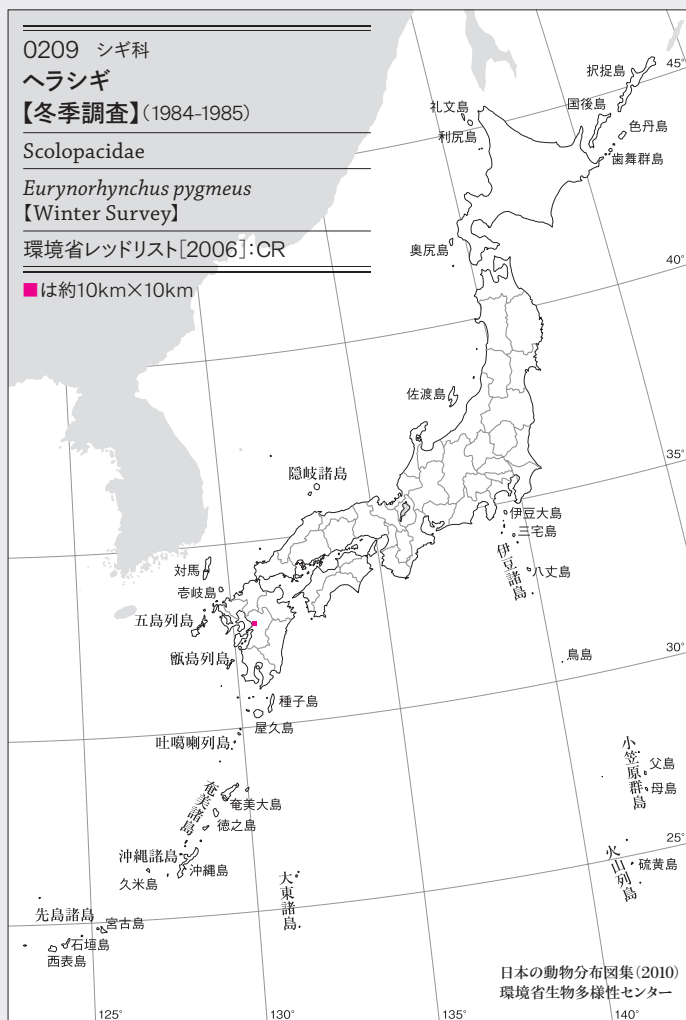 0209 シギ科
ヘラシギ
【冬季調査】(1984-1985)
Scolopacidae
Eurynorhynchus pygmeus
【Winter Survey】
環境省レッドリスト[2006]:CR
■は約10km×10km
択捉島
45°
礼文島
国後島
色丹島
利尻島
歯舞群島
奥尻島
40°
佐渡島
35°
隠岐諸島
伊豆大島
三宅島
伊豆諸島
八丈島
対馬
壱岐島
五島列島
甑島列島
鳥島
30°
種子島
屋久島
吐噶喇列島
小笠原群島
父島
母島
奄美諸島
奄美大島
徳之島
25°
沖縄諸島
沖縄島
久米島
火山列島
硫黄島
大東諸島
先島諸島
宮古島
石垣島
西表島
日本の動物分布図集(2010)
環境省生物多様性センター
125°
130°
135°
140°